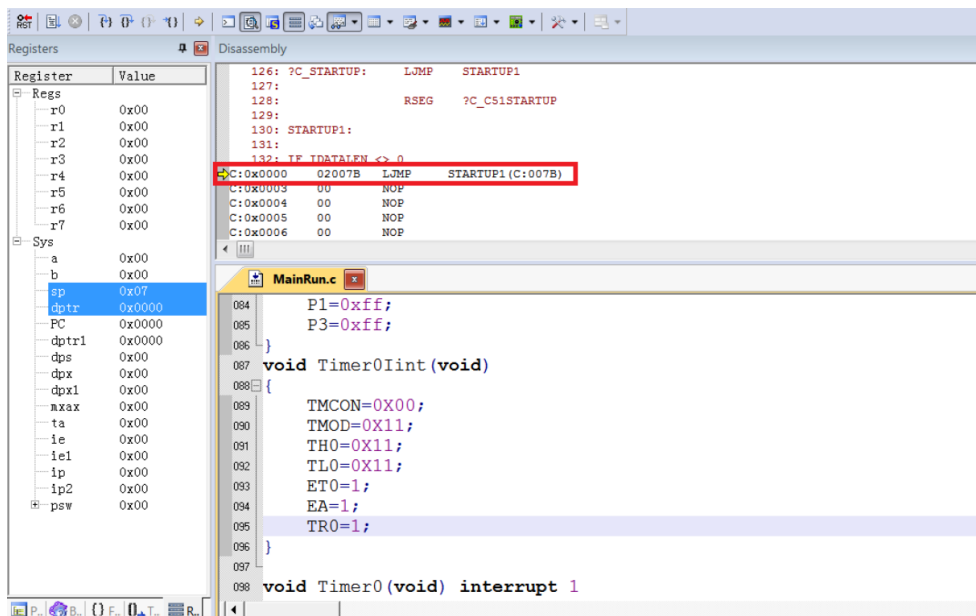 RST
Registers
Disassembly
Register Value
Regs
r0 0x00
r1 0x00
r2 0x00
r3 0x00
r4 0x00
r5 0x00
r6 0x00
r7 0x00
Sys
a 0x00
b 0x00
sp 0x07
dptr 0x0000
PC 0x0000
dptr1 0x0000
dps 0x00
dpx 0x00
dpx1 0x00
mxax 0x00
ta 0x00
ie 0x00
ie1 0x00
ip 0x00
ip2 0x00
psw 0x00
P... B... {} F... 0 T... R...
126: ?C_STARTUP: LJMP STARTUP1
127:
128: RSEG ?C_C51STARTUP
129:
130: STARTUP1:
131:
132: IF IDATALEN <> 0
C:0x0000 02007B LJMP STARTUP1(C:007B)
C:0x0003 00 NOP
C:0x0004 00 NOP
C:0x0005 00 NOP
C:0x0006 00 NOP
MainRun.c
084 P1=0xff;
085 P3=0xff;
086 }
087 void Timer0Iint(void)
088 {
089 TMCON=0X00;
090 TMOD=0X11;
091 TH0=0X11;
092 TL0=0X11;
093 ET0=1;
094 EA=1;
095 TR0=1;
096 }
097
098 void Timer0(void) interrupt 1